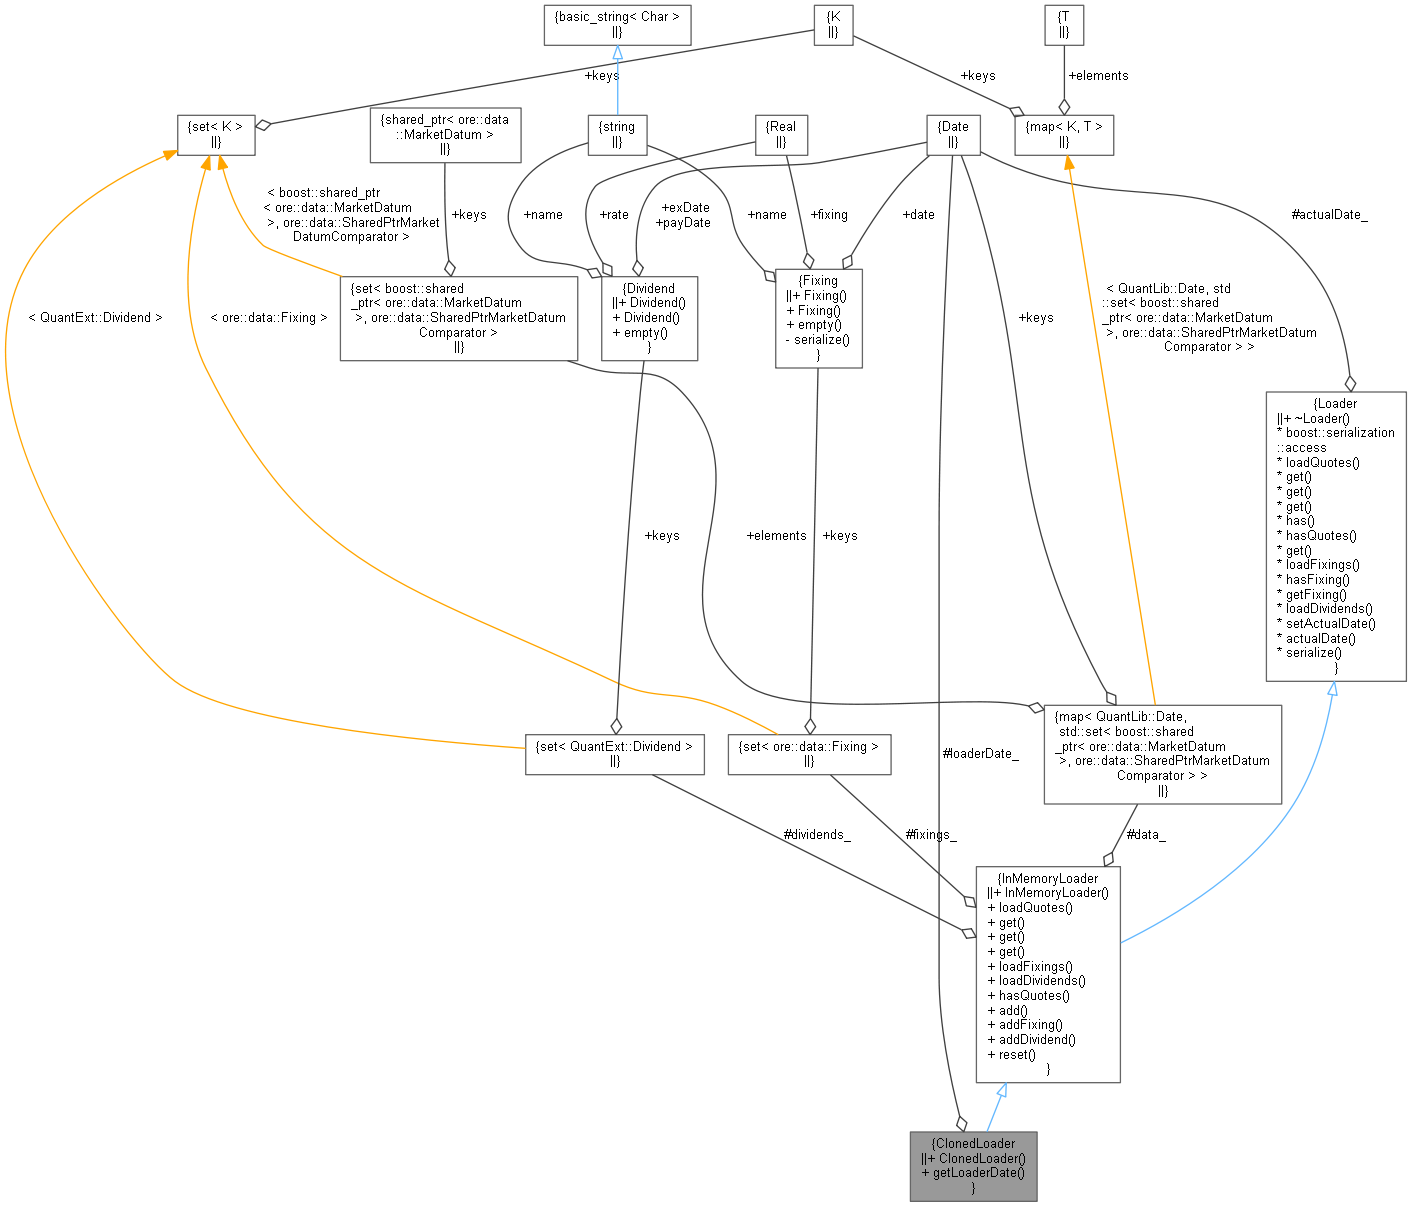 {basic_string< Char >
||}
{K
||}
{T
||}
+keys
+keys
+elements
{set< K >
||}
{shared_ptr< ore::data
::MarketDatum >
||}
{string
||}
{Real
||}
{Date
||}
{map< K, T >
||}
< boost::shared_ptr
< ore::data::MarketDatum
>, ore::data::SharedPtrMarket
DatumComparator >
+keys
+name
+rate
+exDate
+payDate
+name
+fixing
+date
#actualDate_
{set< boost::shared
_ptr< ore::data::MarketDatum
>, ore::data::SharedPtrMarketDatum
Comparator >
||}
{Dividend
||+ Dividend()
+ Dividend()
+ empty()
}
{Fixing
||+ Fixing()
+ Fixing()
+ empty()
- serialize()
}
< QuantExt::Dividend >
< ore::data::Fixing >
+keys
< QuantLib::Date, std
::set< boost::shared
_ptr< ore::data::MarketDatum
>, ore::data::SharedPtrMarketDatum
Comparator > >
{Loader
||+ ~Loader()
* boost::serialization
::access
* loadQuotes()
* get()
* get()
* get()
* has()
* hasQuotes()
* get()
* loadFixings()
* hasFixing()
* getFixing()
* loadDividends()
* setActualDate()
* actualDate()
* serialize()
}
+keys
+elements
+keys
{set< QuantExt::Dividend >
||}
{set< ore::data::Fixing >
||}
#loaderDate_
{map< QuantLib::Date,
std::set< boost::shared
_ptr< ore::data::MarketDatum
>, ore::data::SharedPtrMarketDatum
Comparator > >
||}
#dividends_
#fixings_
#data_
{InMemoryLoader
||+ InMemoryLoader()
+ loadQuotes()
+ get()
+ get()
+ get()
+ loadFixings()
+ loadDividends()
+ hasQuotes()
+ add()
+ addFixing()
+ addDividend()
+ reset()
}
{ClonedLoader
||+ ClonedLoader()
+ getLoaderDate()
}